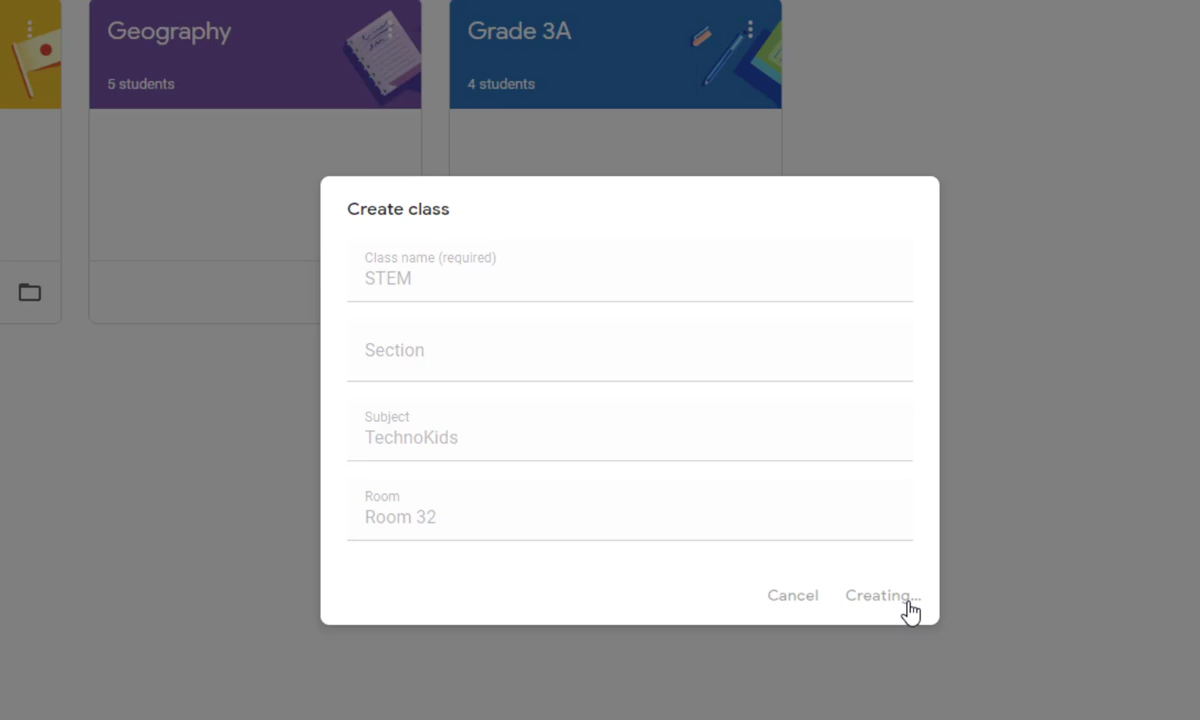 Geography
5 students
Grade 3A
4 students
Create class
Class name (required)
STEM
Section
Subject
TechnoKids
Room
Room 32
Cancel
Creating...